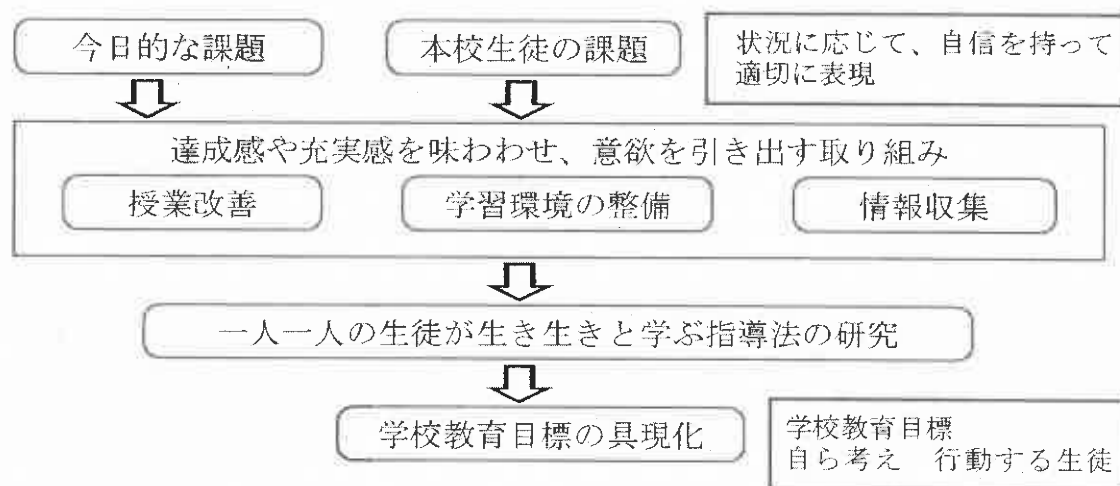 今日的な課題
本校生徒の課題
状況に応じて、自信を持って
適切に表現
達成感や充実感を味わわせ、意欲を引き出す取り組み
授業改善
学習環境の整備
情報収集
一人一人の生徒が生き生きと学ぶ指導法の研究
学校教育目標の具現化
学校教育目標
自ら考え　行動する生徒